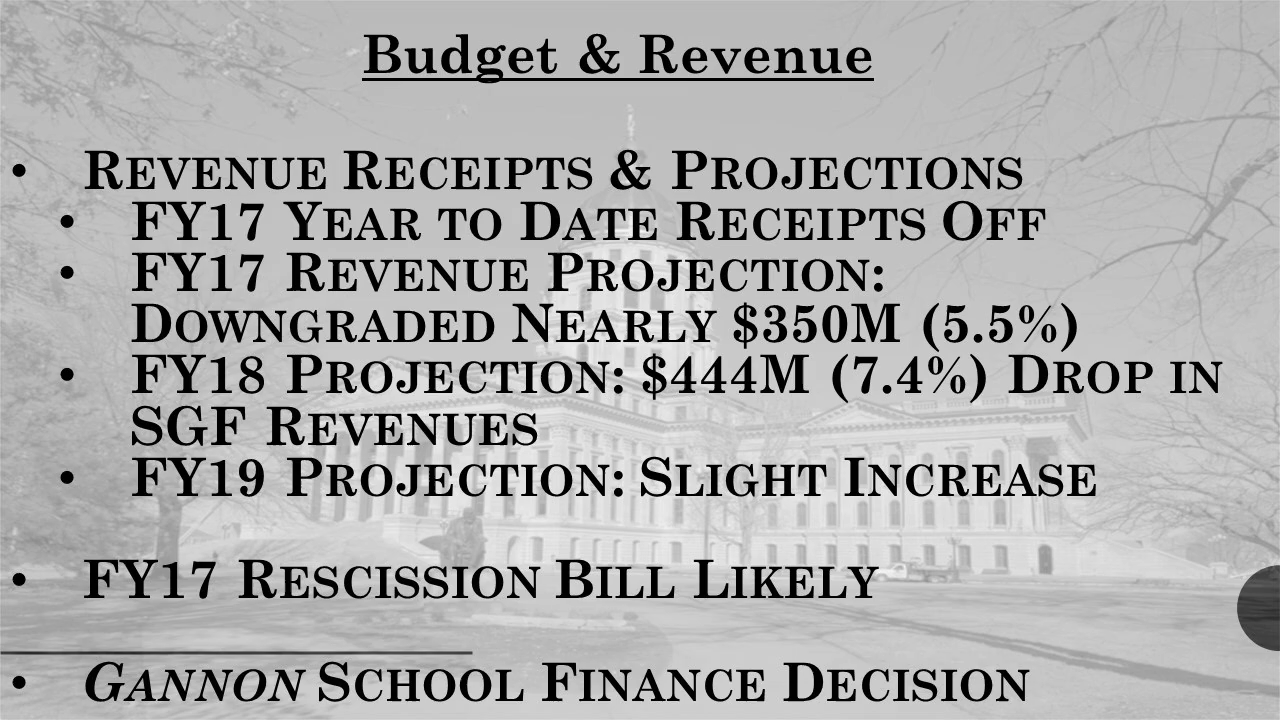 Budget & Revenue
• Revenue Receipts & Projections
• FY17 Year to Date Receipts Off
• FY17 Revenue Projection:
Downgraded Nearly $350M (5.5%)
• FY18 Projection: $444M (7.4%) Drop in
SGF Revenues
• FY19 Projection: Slight Increase
• FY17 Rescission Bill Likely
• Gannon School Finance Decision